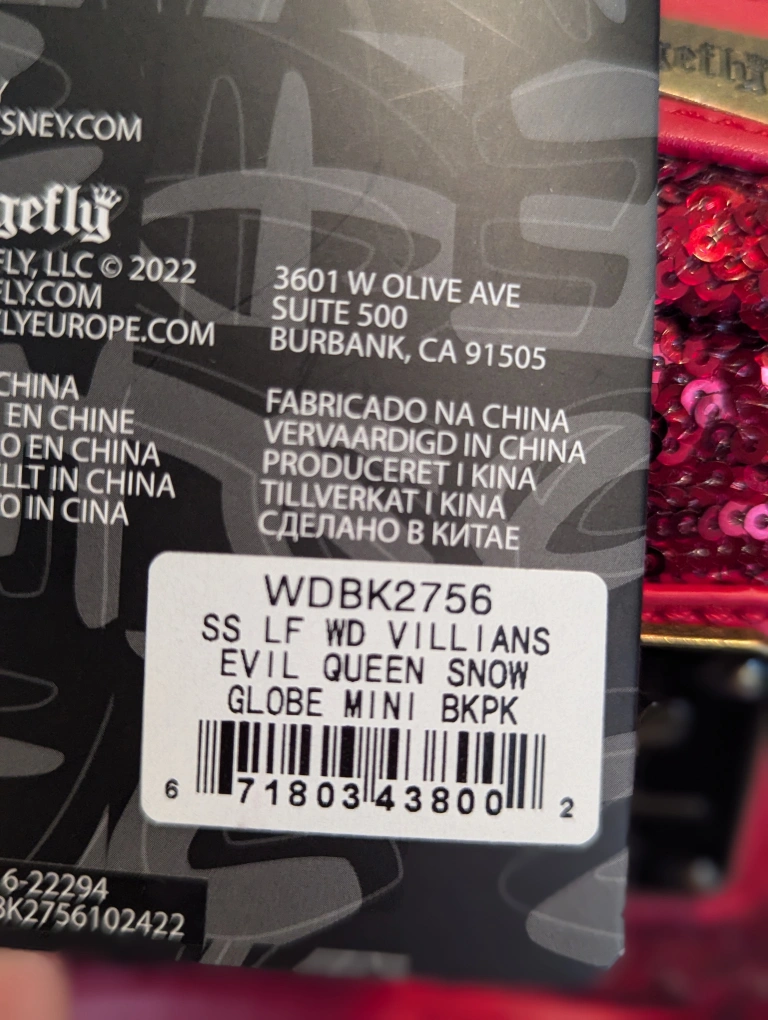 SNEY.COM
gefly
FLY, LLC © 2022
FLY.COM
LYEUROPE.COM
3601 W OLIVE AVE
SUITE 500
BURBANK, CA 91505
CHINA
EN CHINE
O EN CHINA
LLT IN CHINA
O IN CINA
FABRICADO NA CHINA
VERVAARDIGD IN CHINA
PRODUCERET I KINA
TILLVERKAT I KINA
СДЕЛАНО В КИТАЕ
WDBK2756
SS LF WD VILLIANS
EVIL QUEEN SNOW
GLOBE MINI BKPK
6 71803 43800 2
6-22294
BK2756102422